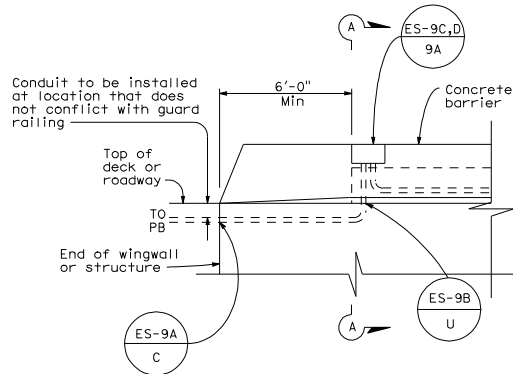 A
ES-9C,D
9A
6'-0"
Min
Conduit to be installed
at location that does
not conflict with guard
railing
Concrete
barrier
Top of
deck or
roadway
TO
PB
End of wingwall
or structure
ES-9A
C
ES-9B
U
A